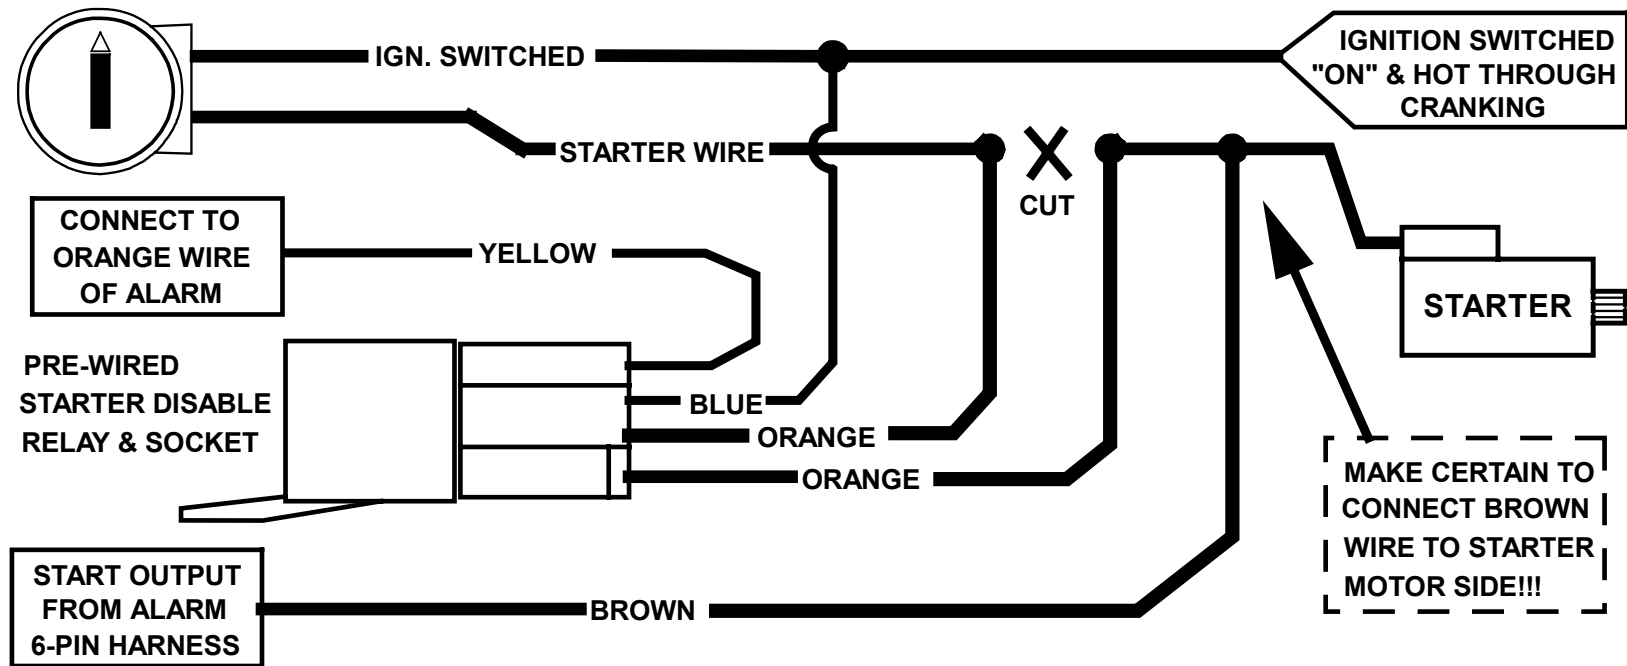 IGN. SWITCHED
IGNITION SWITCHED
"ON" & HOT THROUGH
CRANKING
STARTER WIRE
CUT
CONNECT TO
ORANGE WIRE
OF ALARM
YELLOW
STARTER
PRE-WIRED
STARTER DISABLE
RELAY & SOCKET
BLUE
ORANGE
ORANGE
MAKE CERTAIN TO
CONNECT BROWN
WIRE TO STARTER
MOTOR SIDE!!!
START OUTPUT
FROM ALARM
6-PIN HARNESS
BROWN